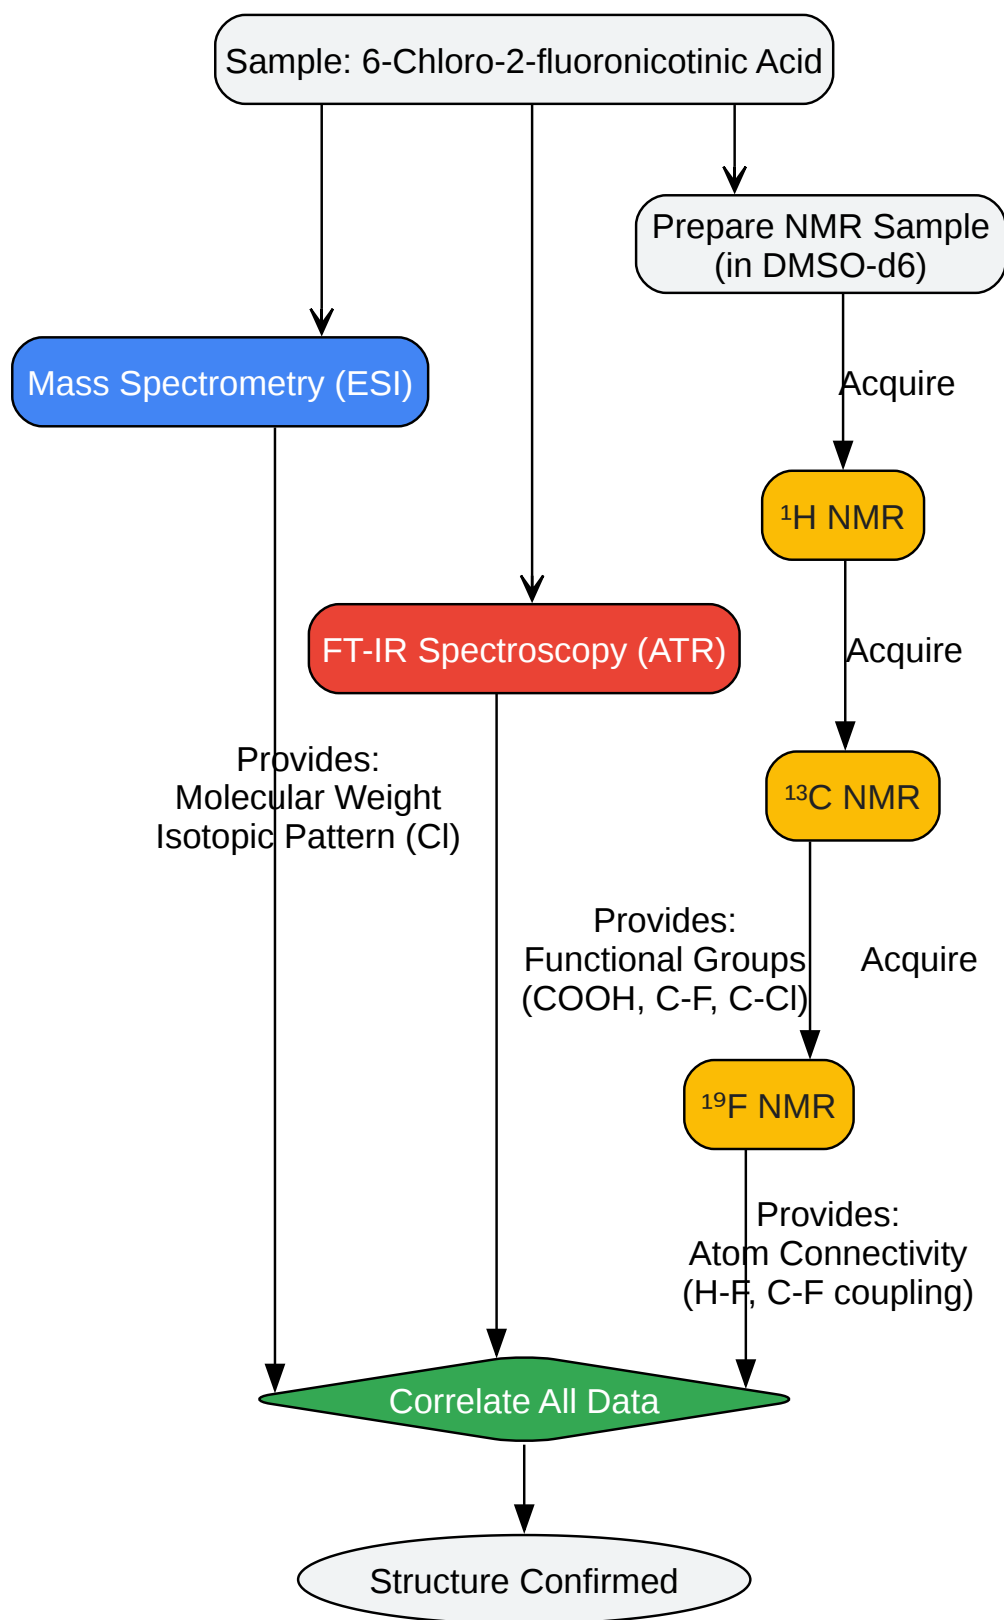 Sample: 6-Chloro-2-fluoronicotinic Acid
Prepare NMR Sample
(in DMSO-d6)
Mass Spectrometry (ESI)
Acquire
¹H NMR
FT-IR Spectroscopy (ATR)
Acquire
Provides:
Molecular Weight
Isotopic Pattern (Cl)
¹³C NMR
Provides:
Functional Groups
(COOH, C-F, C-Cl)
Acquire
¹⁹F NMR
Provides:
Atom Connectivity
(H-F, C-F coupling)
Correlate All Data
Structure Confirmed